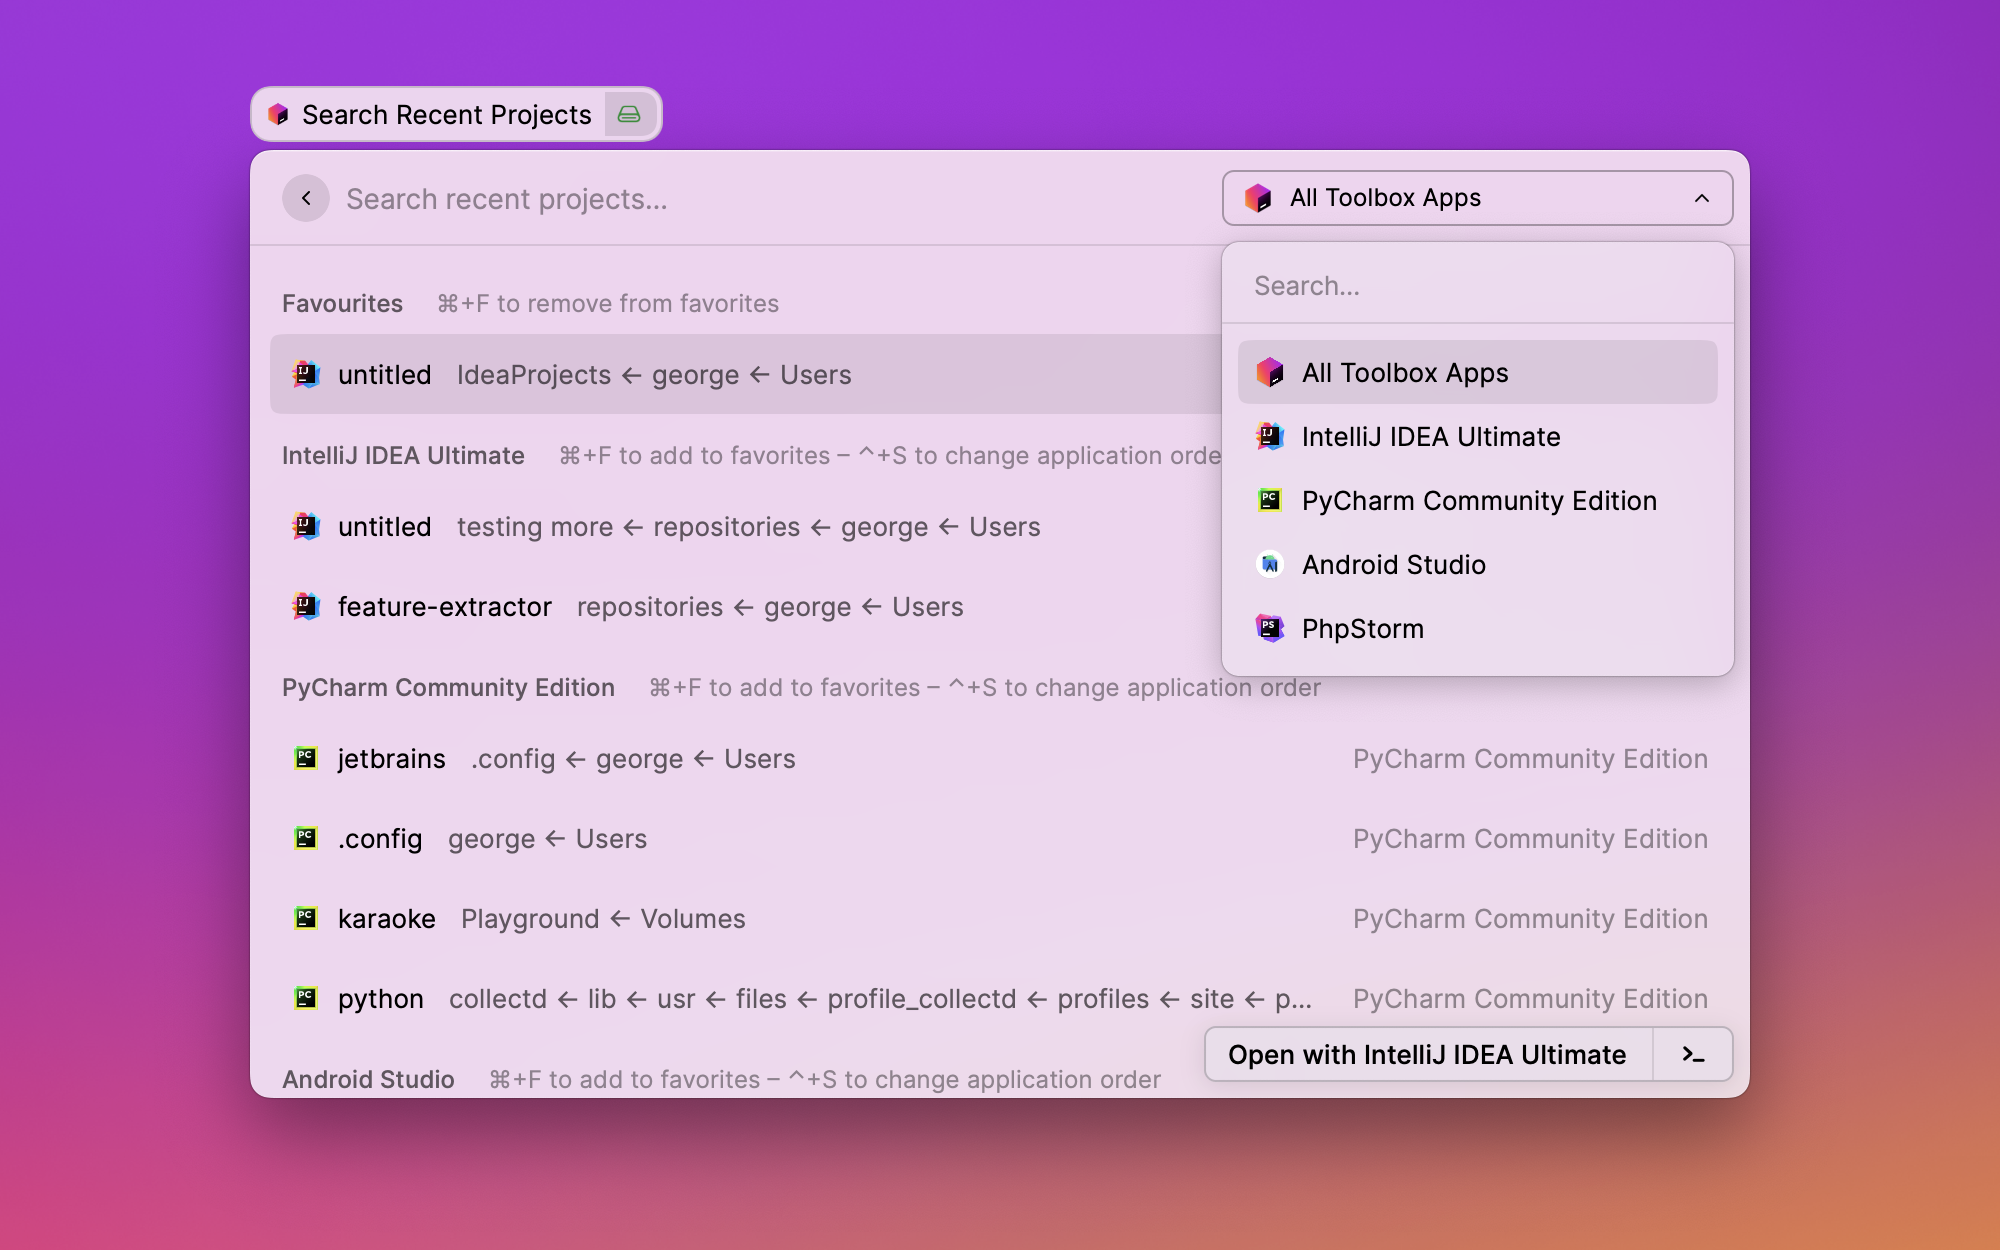 Search Recent Projects
Search recent projects...
All Toolbox Apps
Search...
All Toolbox Apps
IntelliJ IDEA Ultimate
PyCharm Community Edition
Android Studio
PhpStorm
Favourites ⌘+F to remove from favorites
untitled IdeaProjects ← george ← Users
IntelliJ IDEA Ultimate ⌘+F to add to favorites – ^+S to change application orde
untitled testing more ← repositories ← george ← Users
feature-extractor repositories ← george ← Users
PyCharm Community Edition ⌘+F to add to favorites – ^+S to change application order
jetbrains .config ← george ← Users PyCharm Community Edition
.config george ← Users PyCharm Community Edition
karaoke Playground ← Volumes PyCharm Community Edition
python collectd ← lib ← usr ← files ← profile_collectd ← profiles ← site ← p... PyCharm Community Edition
Open with IntelliJ IDEA Ultimate
Android Studio ⌘+F to add to favorites – ^+S to change application order